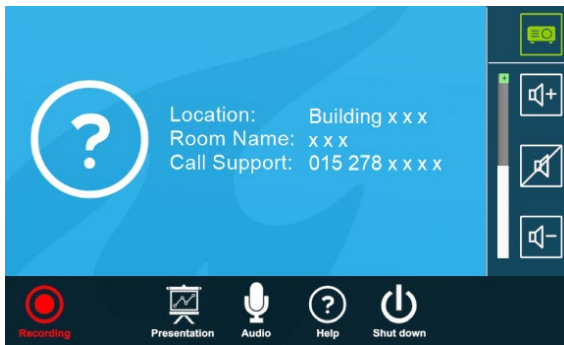 Location: Building x x x
Room Name: x x x
Call Support: 015 278 x x x x
Recording
Presentation
Audio
Help
Shut down